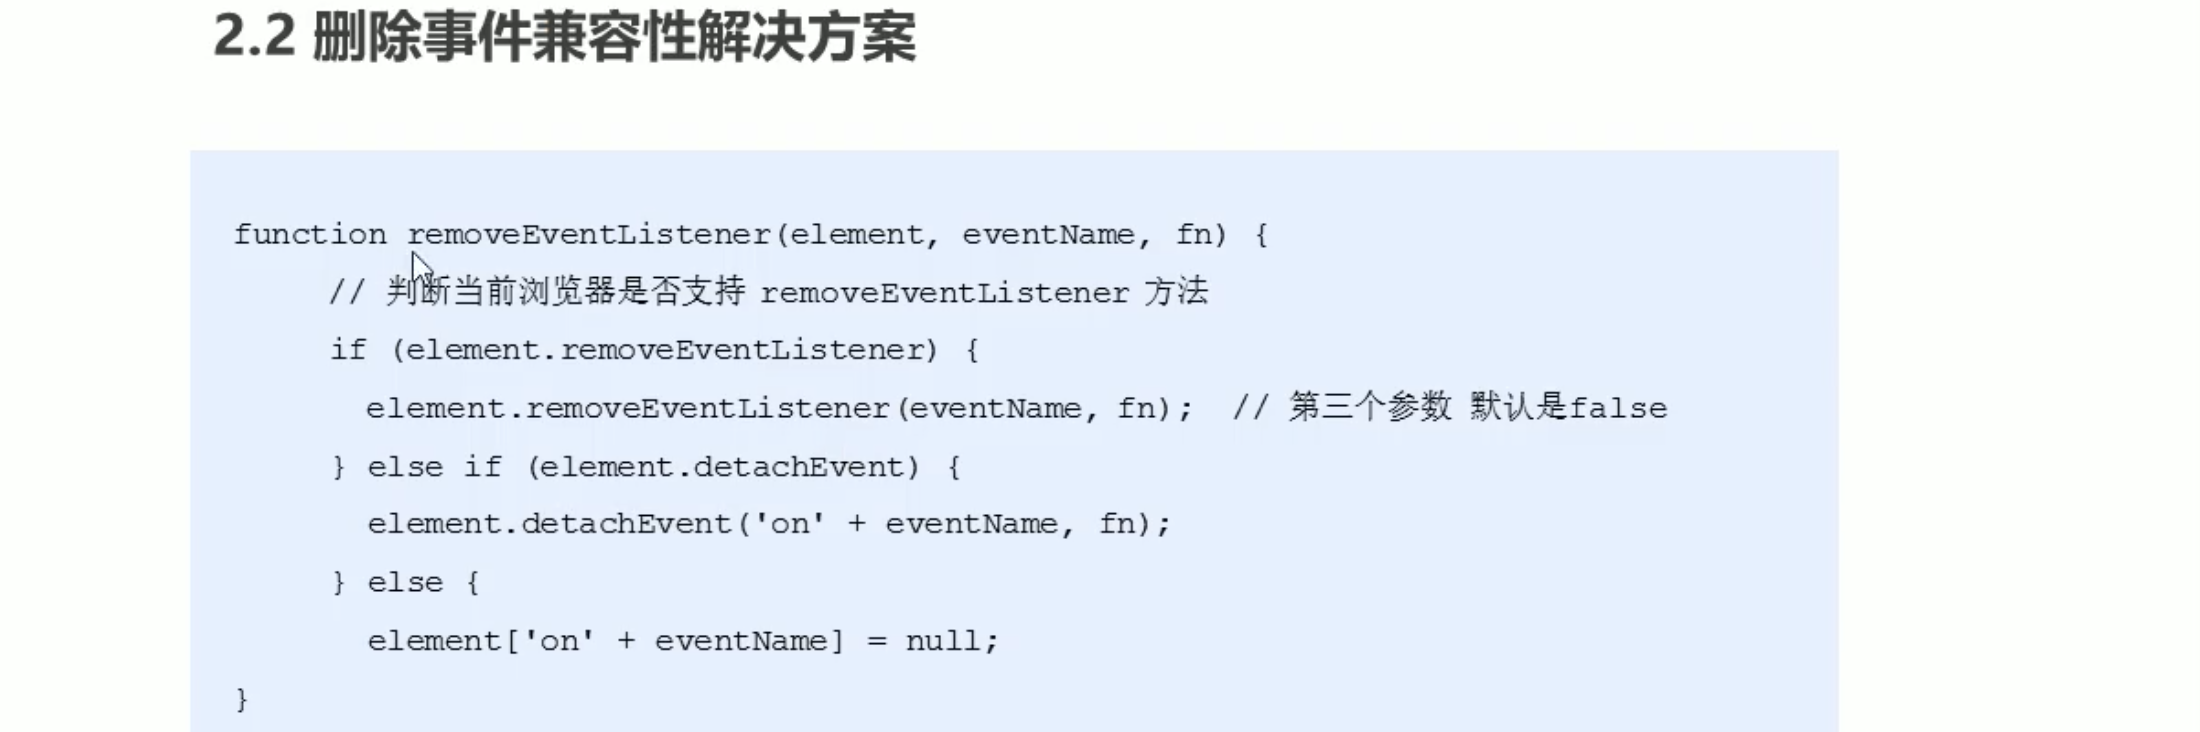 2.2 删除事件兼容性解决方案
function removeEventListener(element, eventName, fn) {
// 判断当前浏览器是否支持 removeEventListener 方法
if (element.removeEventListener) {
element.removeEventListener(eventName, fn); // 第三个参数 默认是false
} else if (element.detachEvent) {
element.detachEvent('on' + eventName, fn);
} else {
element['on' + eventName] = null;
}